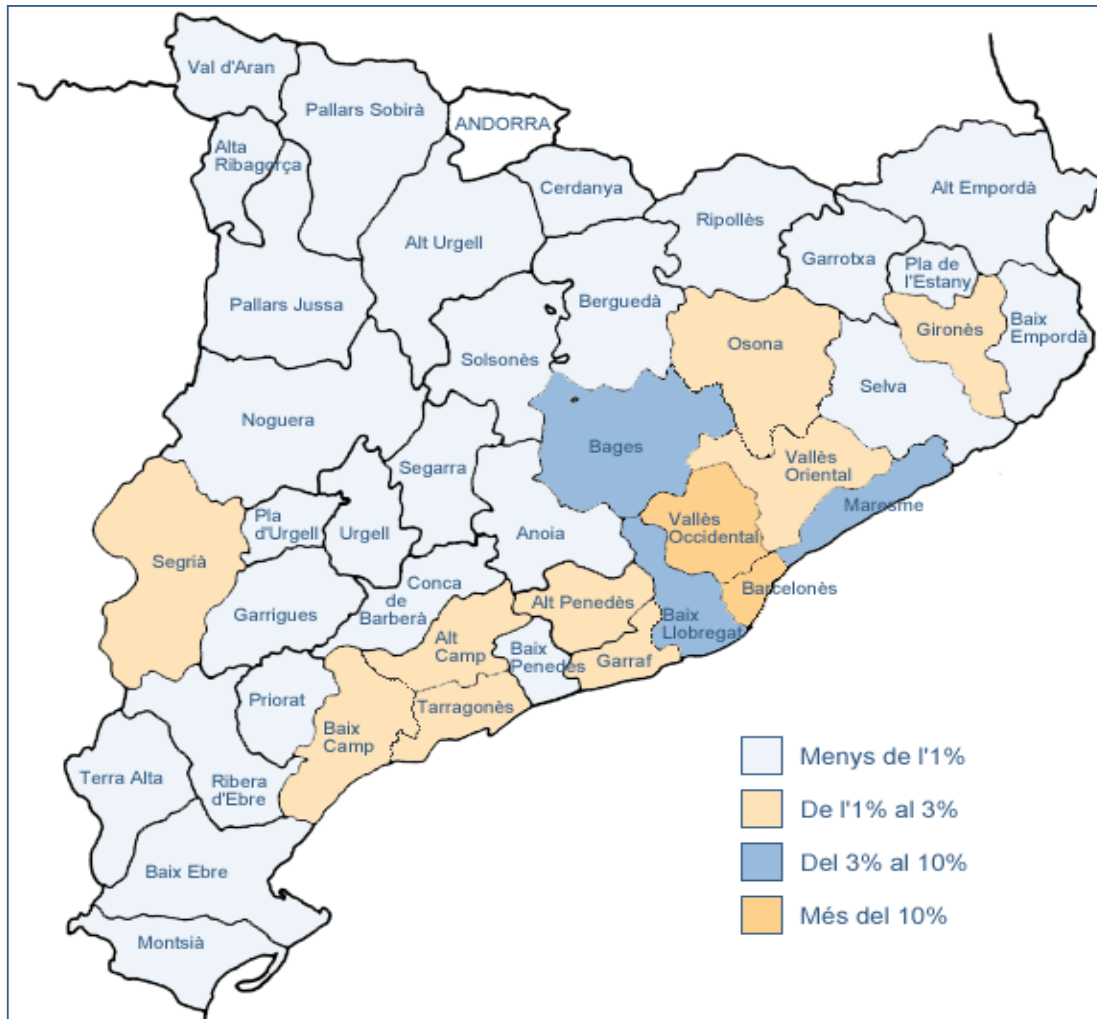 Val d'Aran
Pallars Sobirà
ANDORRA
Alta
Ribagorça
Cerdanya
Alt Empordà
Ripollès
Alt Urgell
Garrotxa
Pla de
l'Estany
Pallars Jussa
Berguedà
Gironès
Baix
Empordà
Osona
Solsonès
Selva
Noguera
Bages
Segarra
Vallès
Oriental
Maresme
Pla
d'Urgell
Urgell
Anoia
Vallès
Occidental
Segrià
Barcelonès
Conca
de
Barberà
Garrigues
Alt Penedès
Baix
Llobregat
Alt
Camp
Baix
Penedès
Garraf
Priorat
Tarragonès
Baix
Camp
Terra Alta
Ribera
d'Ebre
Baix Ebre
Montsià
Menys de l'1%
De l'1% al 3%
Del 3% al 10%
Més del 10%